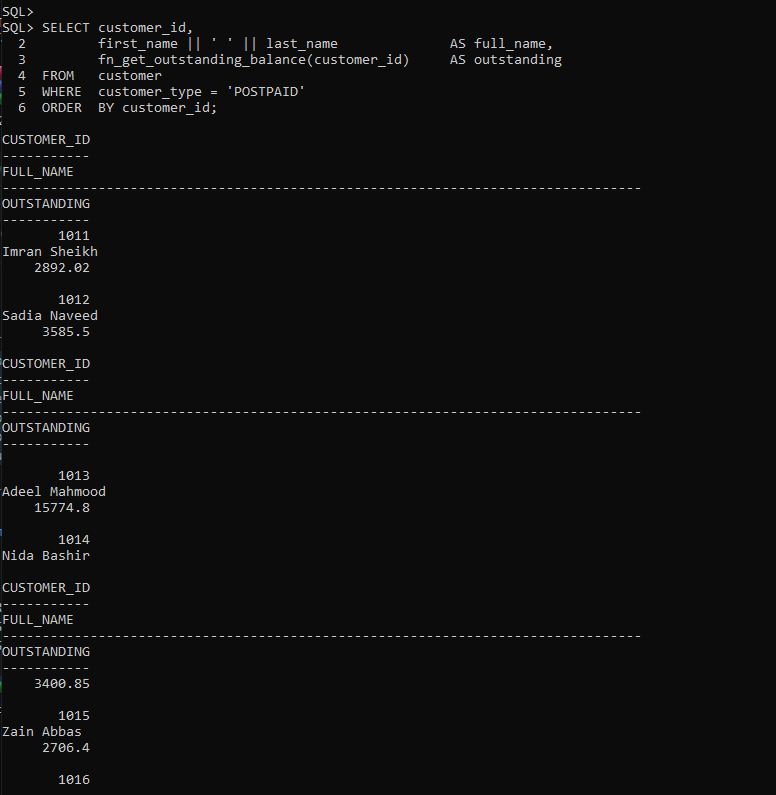 SQL>
SQL> SELECT customer_id,
  2         first_name || ' ' || last_name              AS full_name,
  3         fn_get_outstanding_balance(customer_id)     AS outstanding
  4  FROM   customer
  5  WHERE  customer_type = 'POSTPAID'
  6  ORDER  BY customer_id;

CUSTOMER_ID
-----------
FULL_NAME
--------------------------------------------------------------------------------
OUTSTANDING
-----------
       1011
Imran Sheikh
    2892.02

       1012
Sadia Naveed
     3585.5

CUSTOMER_ID
-----------
FULL_NAME
--------------------------------------------------------------------------------
OUTSTANDING
-----------

       1013
Adeel Mahmood
    15774.8

       1014
Nida Bashir

CUSTOMER_ID
-----------
FULL_NAME
--------------------------------------------------------------------------------
OUTSTANDING
-----------
    3400.85

       1015
Zain Abbas
     2706.4

       1016